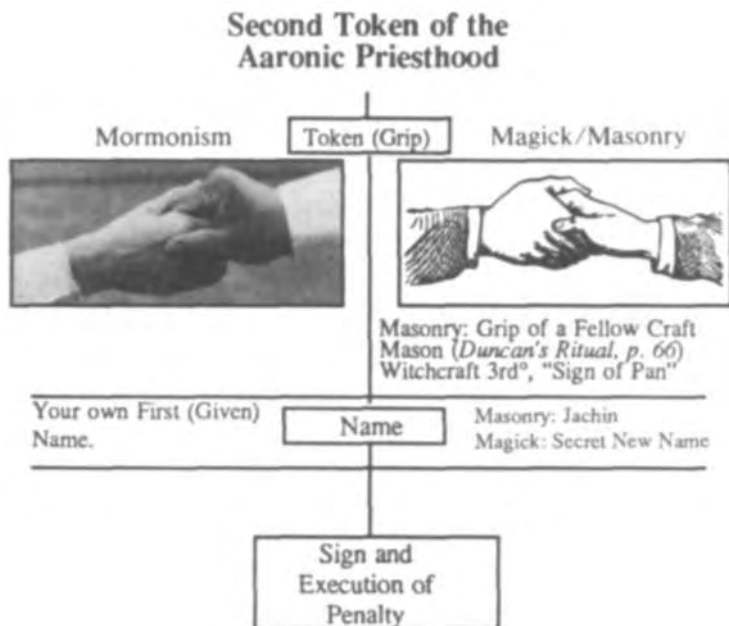 Second Token of the
Aaronic Priesthood
Mormonism
Token (Grip)
Magick/Masonry
Masonry: Grip of a Fellow Craft
Mason (Duncan's Ritual, p. 66)
Witchcraft 3rd°, "Sign of Pan"
Your own First (Given)
Name.
Name
Masonry: Jachin
Magick: Secret New Name
Sign and
Execution of
Penalty